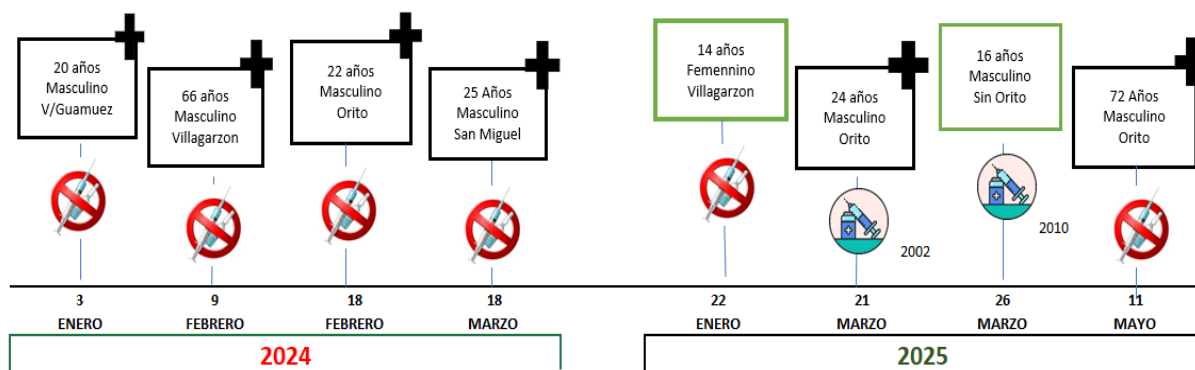 20 años
Masculino
V/Guamuez
66 años
Masculino
Villagarzon
22 años
Masculino
Orito
25 Años
Masculino
San Miguel
14 años
Femennino
Villagarzon
24 años
Masculino
Orito
16 años
Masculino
Sin Orito
72 Años
Masculino
Orito
2002
2010
3
ENERO
9
FEBRERO
18
FEBRERO
18
MARZO
22
ENERO
21
MARZO
26
MARZO
11
MAYO
2024
2025